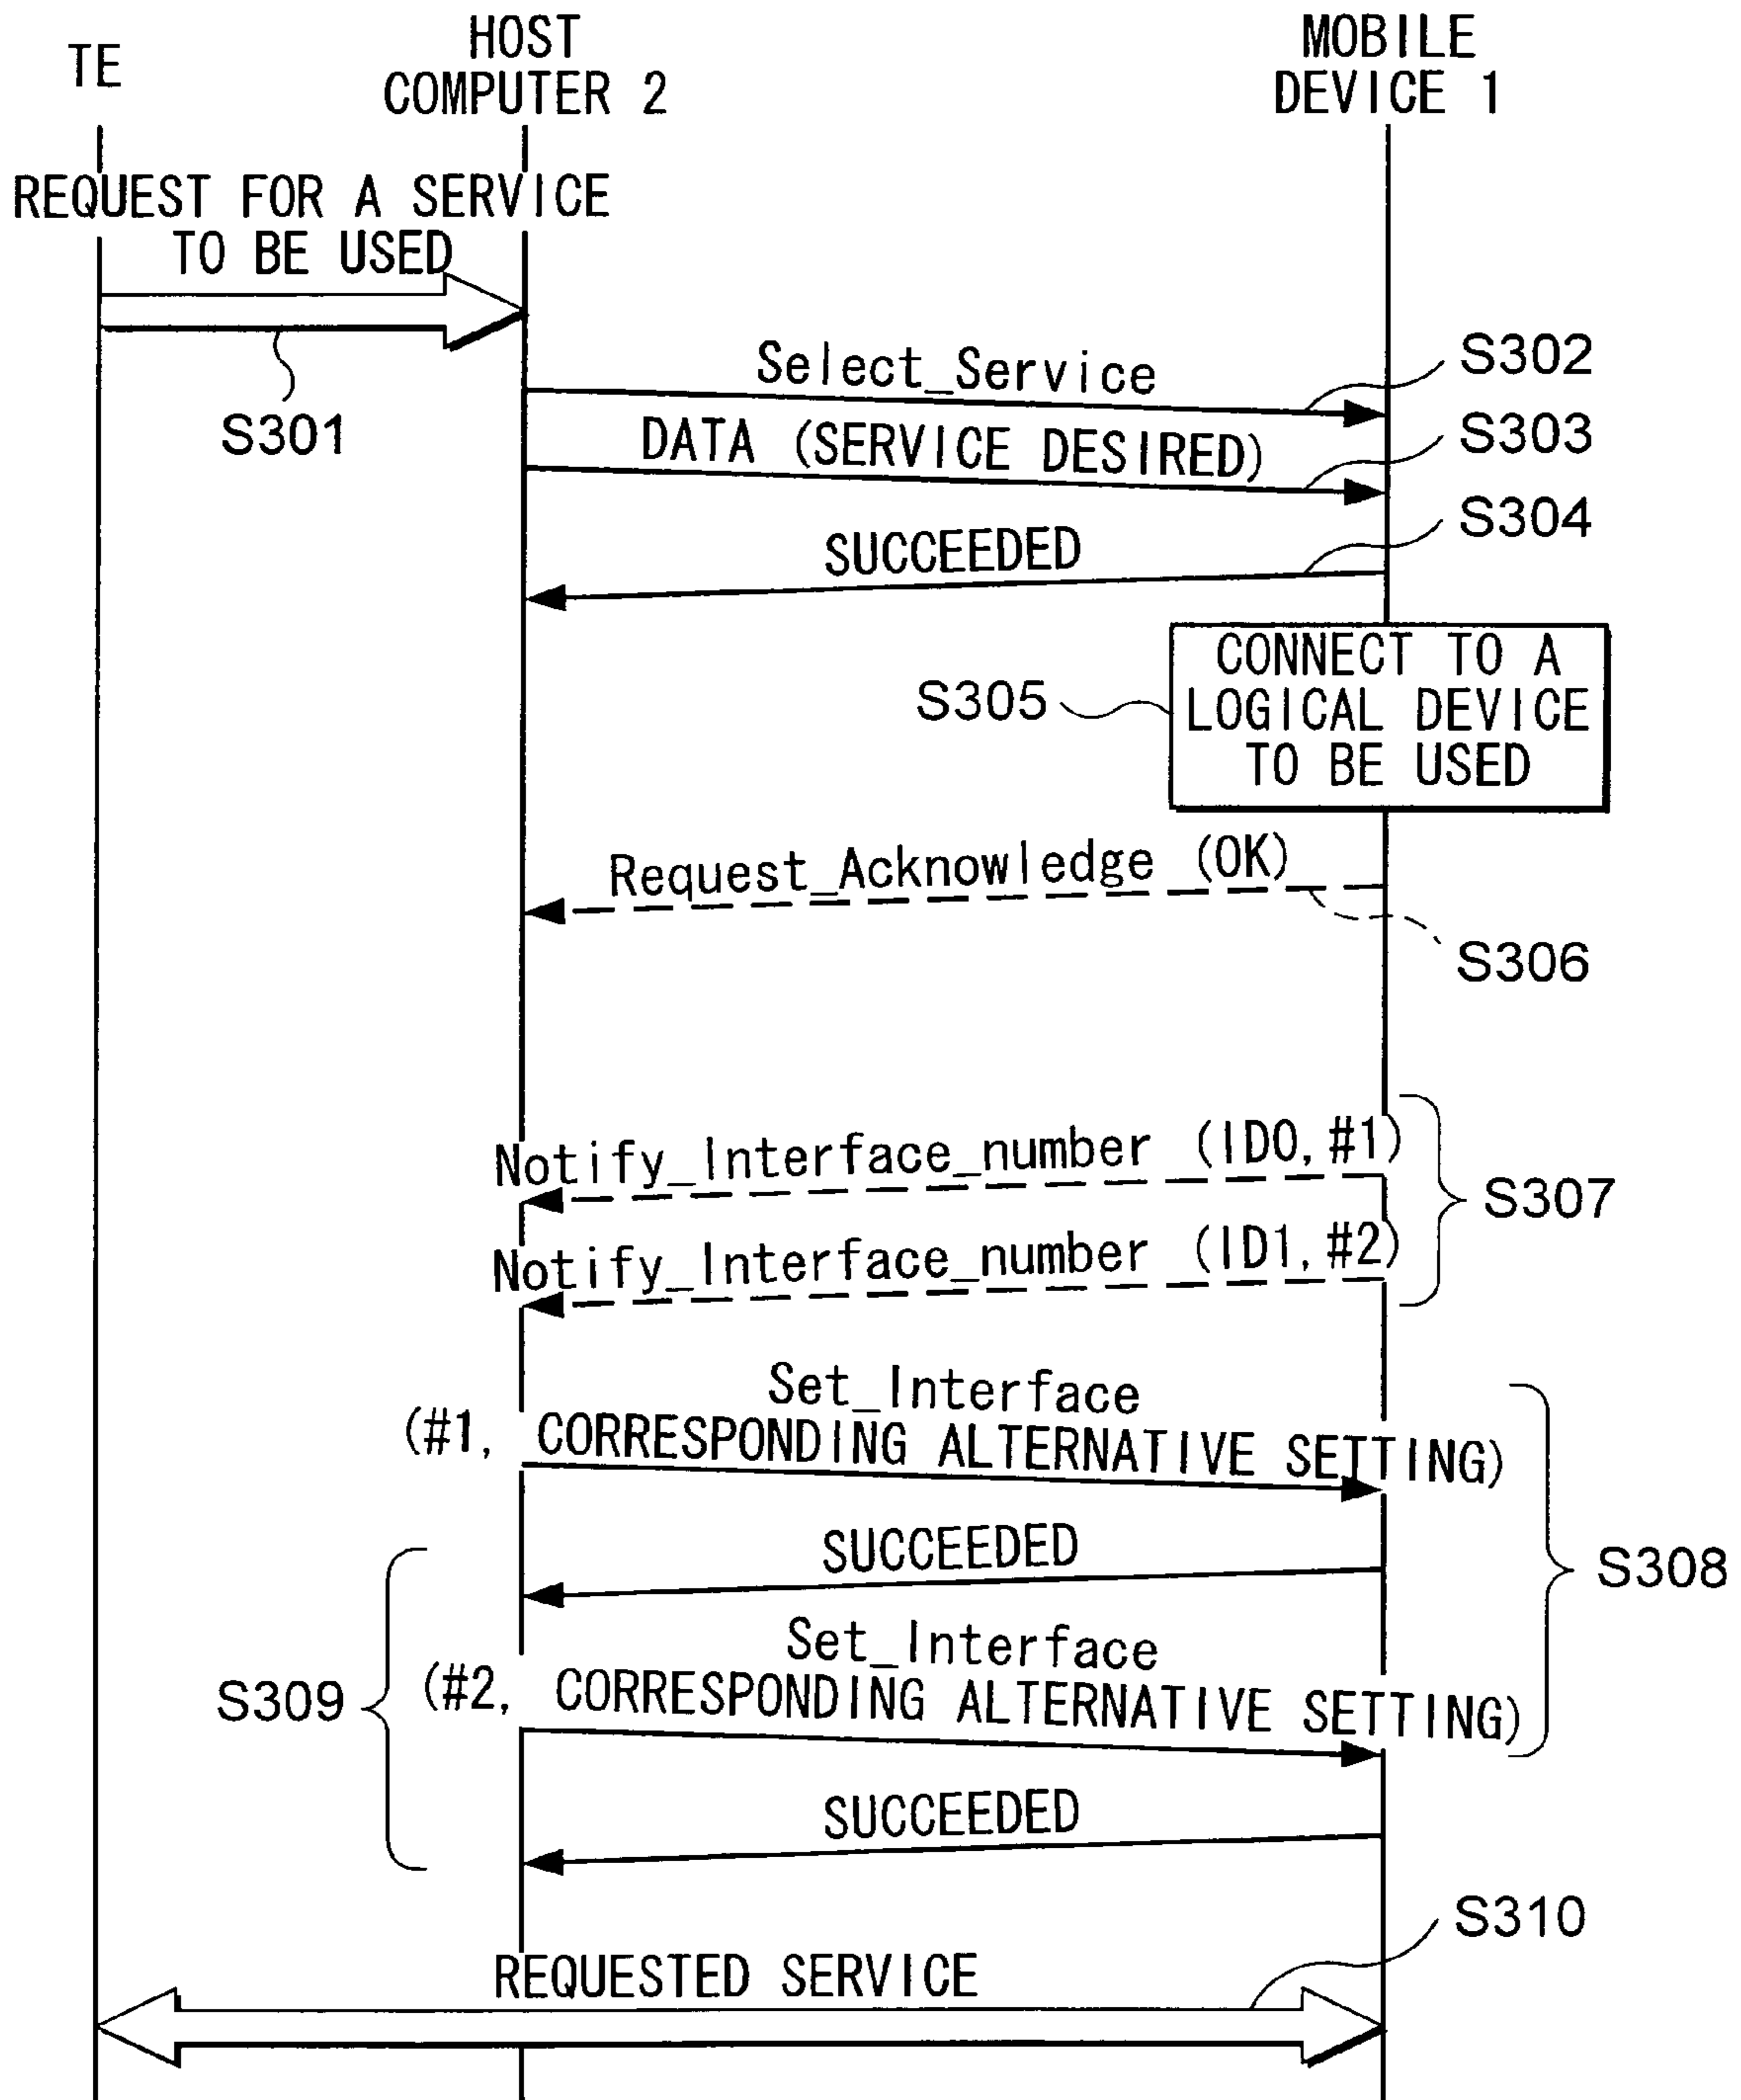 TE
HOST
COMPUTER 2
MOBILE
DEVICE 1
REQUEST FOR A SERVICE
TO BE USED
S301
Select_Service
S302
DATA (SERVICE DESIRED)
S303
SUCCEEDED
S304
CONNECT TO A
LOGICAL DEVICE
TO BE USED
S305
Request_Acknowledge (OK)
S306
Notify_Interface_number (ID0, #1)
Notify_Interface_number (ID1, #2)
S307
Set_Interface
(#1, CORRESPONDING ALTERNATIVE SETTING)
SUCCEEDED
S308
Set_Interface
(#2, CORRESPONDING ALTERNATIVE SETTING)
S309
SUCCEEDED
S310
REQUESTED SERVICE